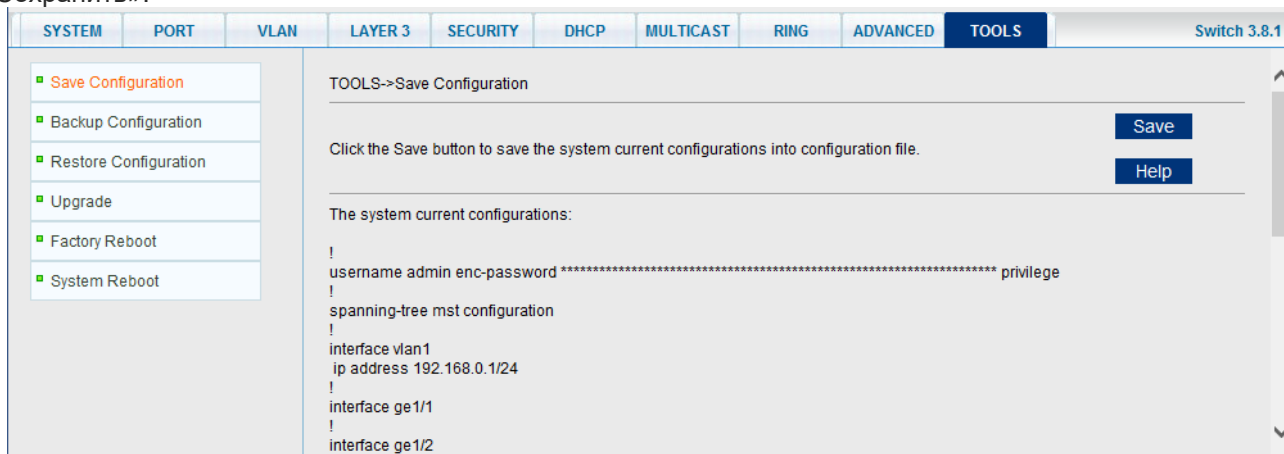 Сохранить».
SYSTEM PORT VLAN LAYER 3 SECURITY DHCP MULTICAST RING ADVANCED TOOLS Switch 3.8.1
Save Configuration
Backup Configuration
Restore Configuration
Upgrade
Factory Reboot
System Reboot
TOOLS->Save Configuration
Click the Save button to save the system current configurations into configuration file.
Save
Help
The system current configurations:
!
username admin enc-password ****************************************************************** privilege
!
spanning-tree mst configuration
!
interface vlan1
ip address 192.168.0.1/24
!
interface ge1/1
!
interface ge1/2